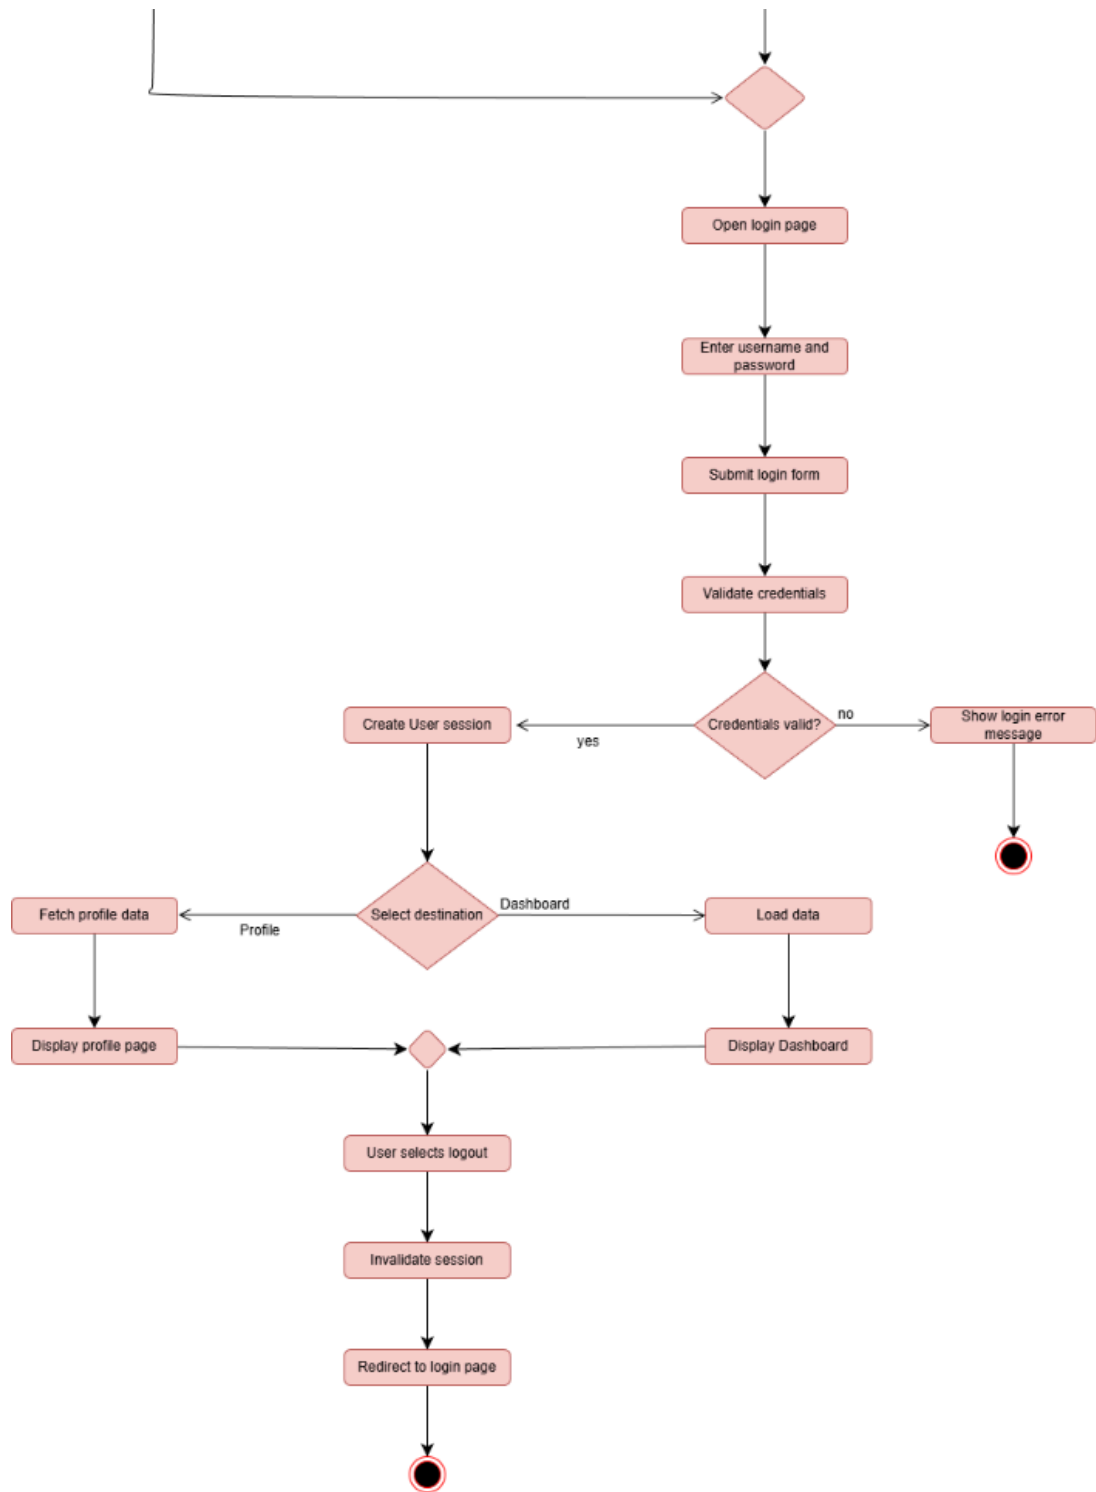 Open login page
Enter username and
password
Submit login form
Validate credentials
Create User session
yes
Credentials valid?
no
Show login error
message
Fetch profile data
Profile
Select destination
Dashboard
Load data
Display profile page
Display Dashboard
User selects logout
Invalidate session
Redirect to login page